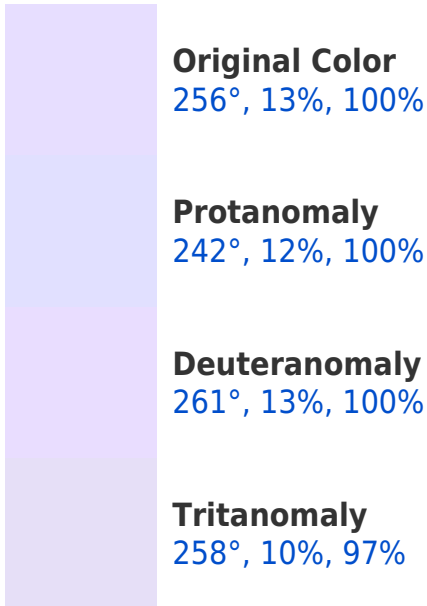 Original Color
256°, 13%, 100%
Protanomaly
242°, 12%, 100%
Deuteranomaly
261°, 13%, 100%
Tritanomaly
258°, 10%, 97%